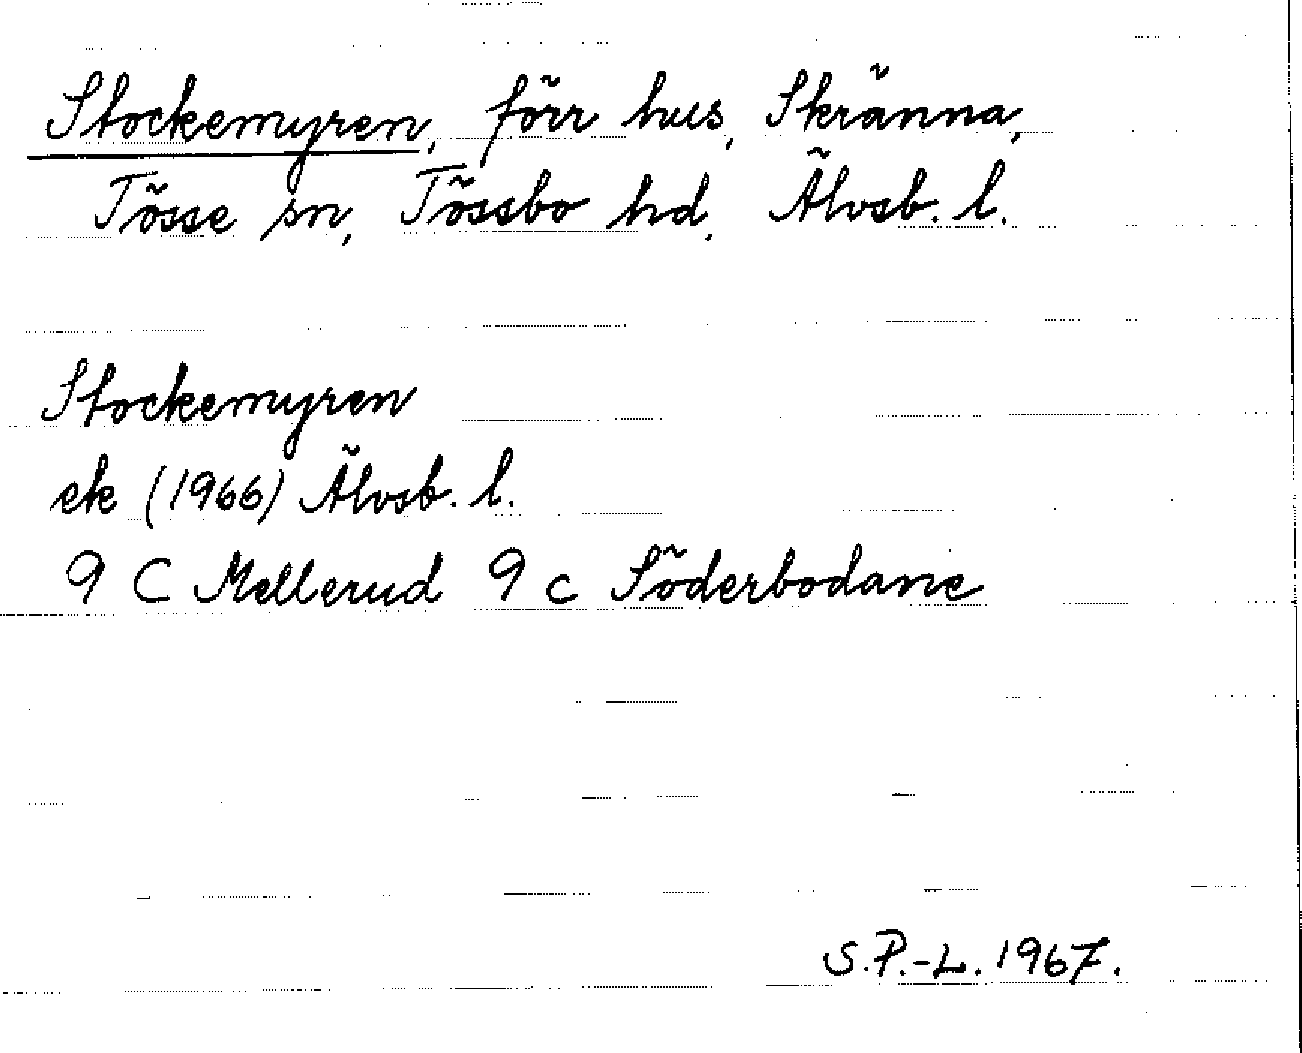 Stockemyren, förr hus, Skränna,
Tösse sn, Tössbo hd, Älvsb. l.
Stockemyren
ek (1966) Älvsb. l.
9 C Mellerud 9 c Söderbodane
S.P.-L. 1967.